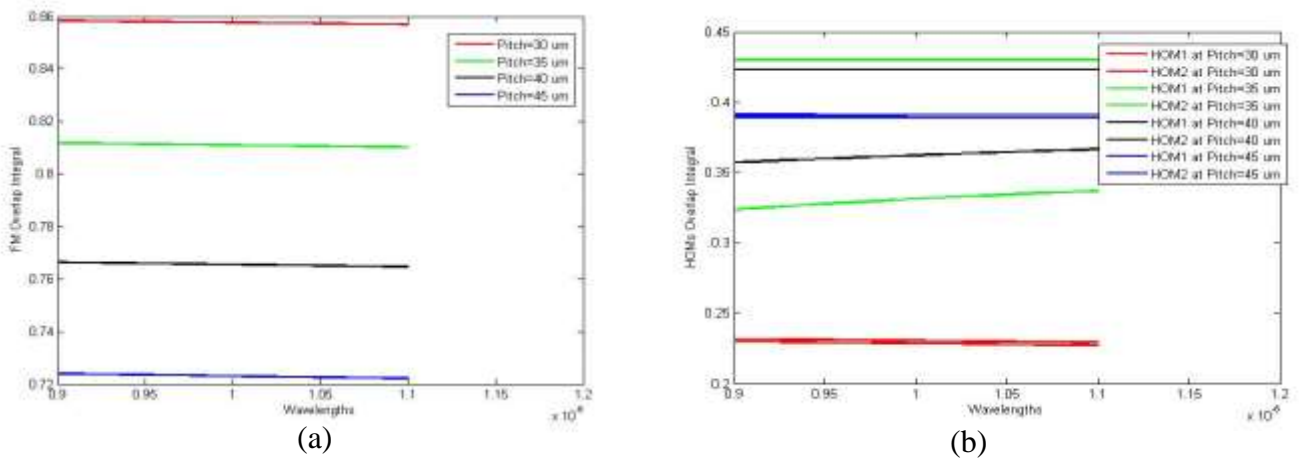 0.86
0.84
0.82
0.8
0.78
0.76
0.74
0.72
FM Overlap Integral
Pitch=30 um
Pitch=35 um
Pitch=40 um
Pitch=45 um
0.9 0.95 1 1.05 1.1 1.15 1.2
Wavelengths
(a)
0.45
0.4
0.35
0.3
0.25
0.2
HOMs Overlap Integral
HOM1 at Pitch=30 um
HOM2 at Pitch=30 um
HOM1 at Pitch=35 um
HOM2 at Pitch=35 um
HOM1 at Pitch=40 um
HOM2 at Pitch=40 um
HOM1 at Pitch=45 um
HOM2 at Pitch=45 um
0.9 0.95 1 1.05 1.1 1.15 1.2
Wavelengths
(b)